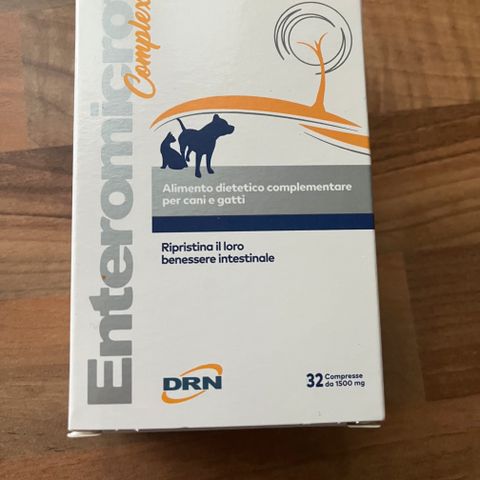 Enteromicro
Complex
Alimento dietetico complementare
per cani e gatti
Ripristina il loro
benessere intestinale
DRN
32 Compresse
da 1500 mg